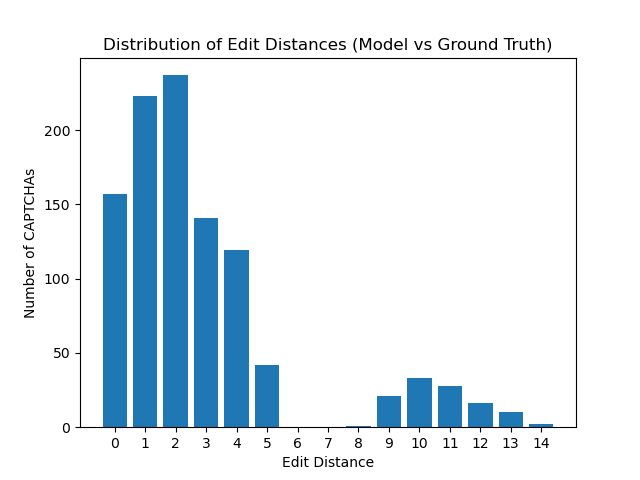 Distribution of Edit Distances (Model vs Ground Truth)
Number of CAPTCHAs
200
150
100
50
0
0 1 2 3 4 5 6 7 8 9 10 11 12 13 14
Edit Distance